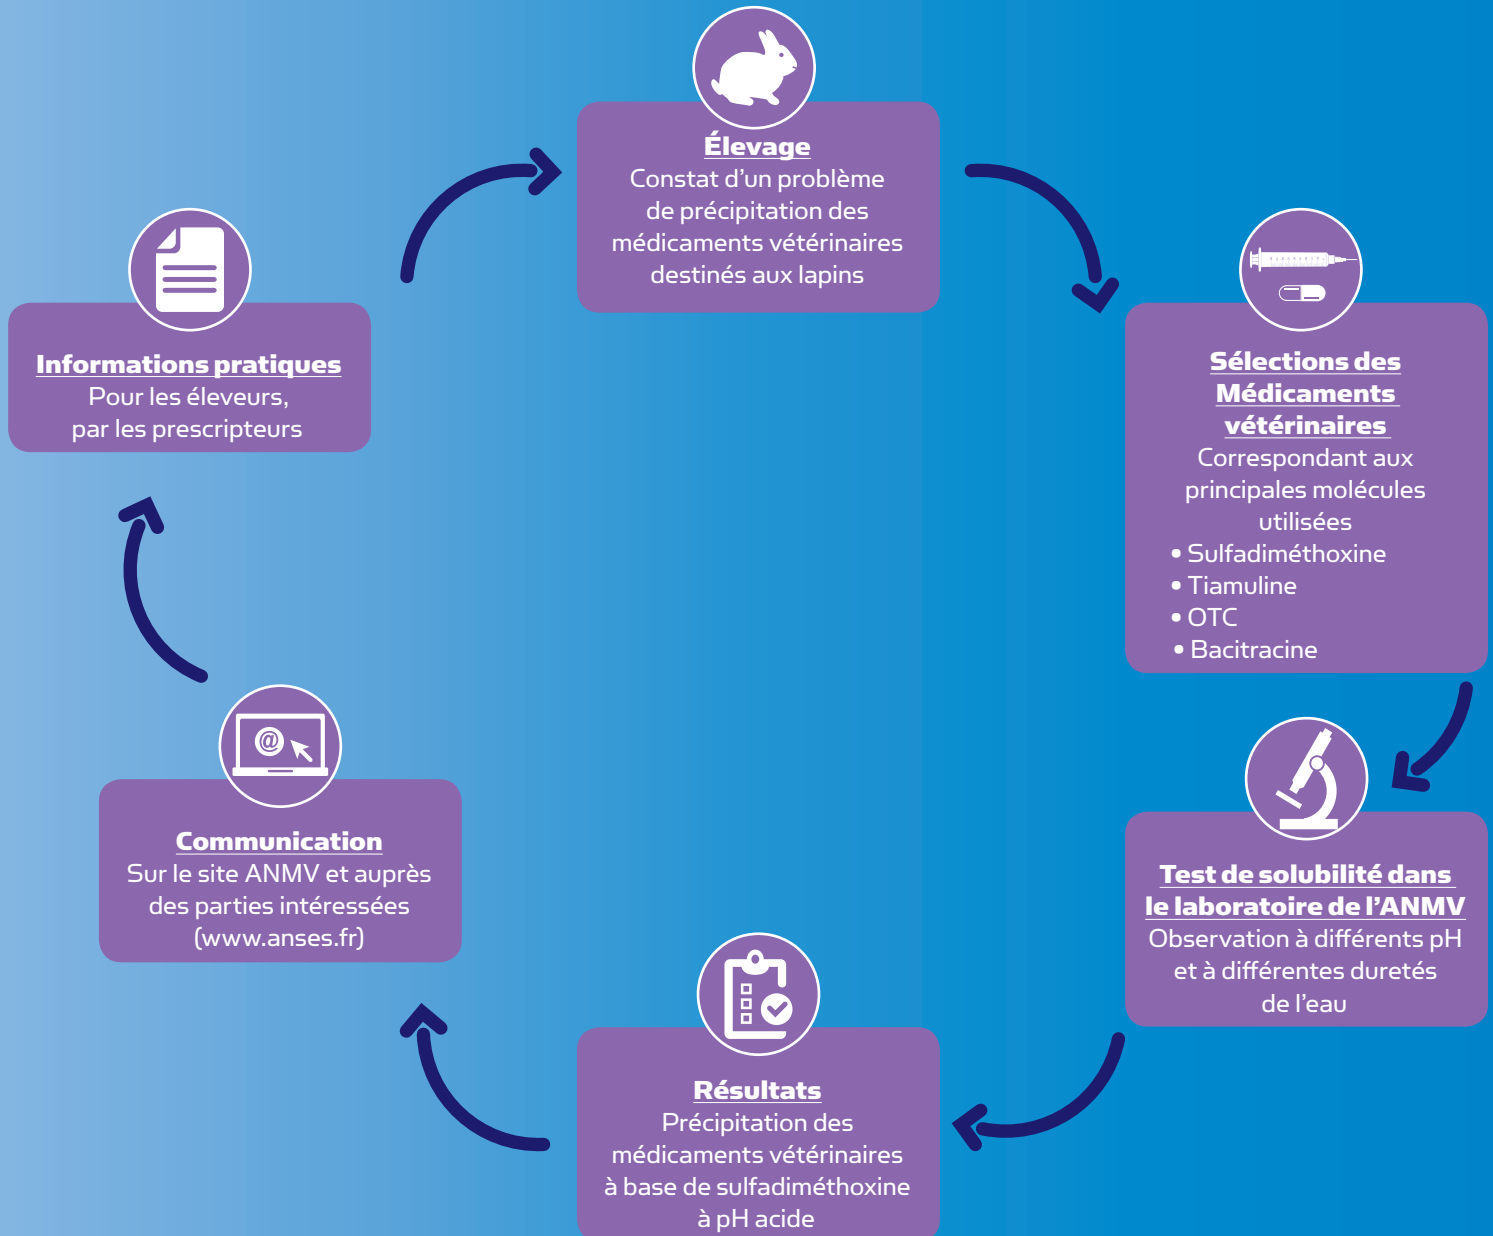 Élevage
Constat d’un problème
de précipitation des
médicaments vétérinaires
destinés aux lapins
Sélections des
Médicaments
vétérinaires
Correspondant aux
principales molécules
utilisées
• Sulfadiméthoxine
• Tiamuline
• OTC
• Bacitracine
Test de solubilité dans
le laboratoire de l’ANMV
Observation à différents pH
et à différentes duretés
de l’eau
Résultats
Précipitation des
médicaments vétérinaires
à base de sulfadiméthoxine
à pH acide
@
Communication
Sur le site ANMV et auprès
des parties intéressées
(www.anses.fr)
Informations pratiques
Pour les éleveurs,
par les prescripteurs